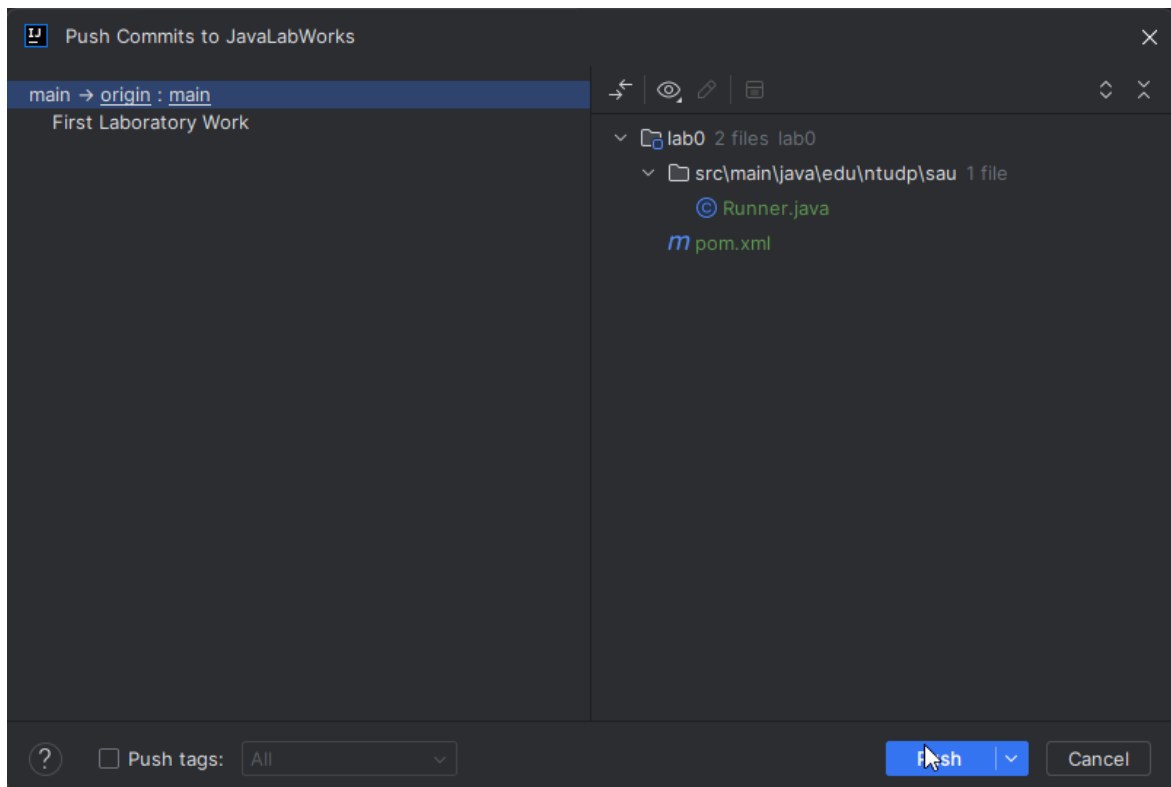 Push Commits to JavaLabWorks
main → origin : main
First Laboratory Work
lab0 2 files lab0
src\main\java\edu\ntudp\sau 1 file
Runner.java
pom.xml
Push tags: All
Push
Cancel